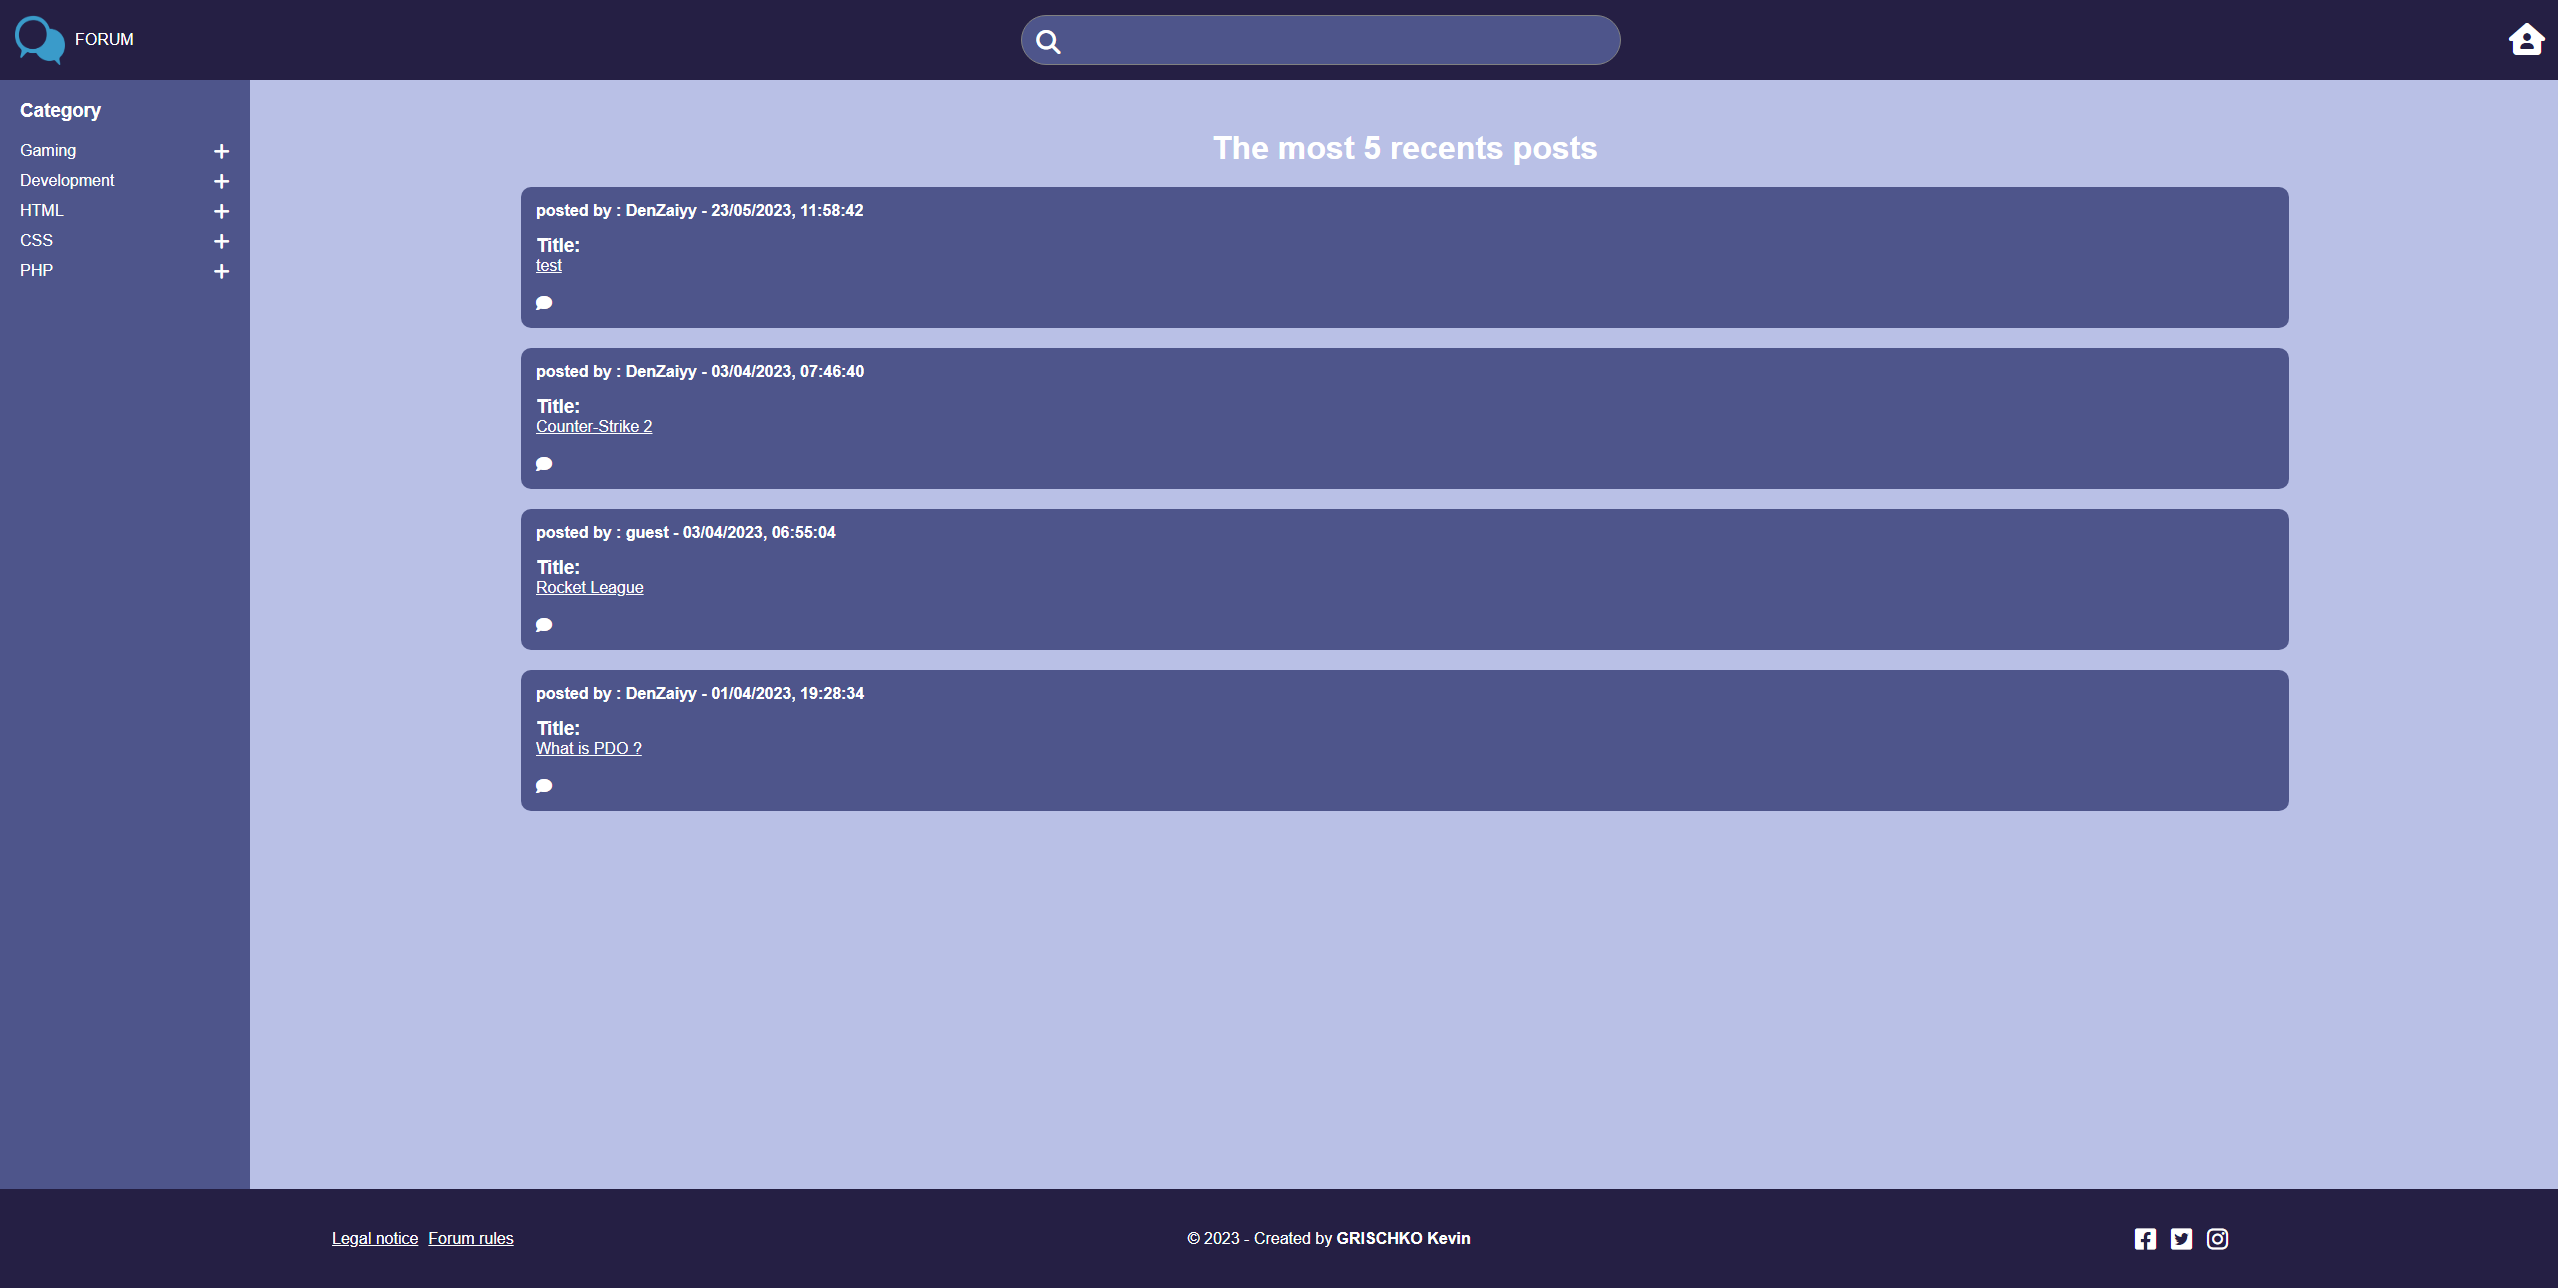 FORUM
Category
Gaming
Development
HTML
CSS
PHP
The most 5 recents posts
posted by : DenZaiyy - 23/05/2023, 11:58:42
Title:
test
posted by : DenZaiyy - 03/04/2023, 07:46:40
Title:
Counter-Strike 2
posted by : guest - 03/04/2023, 06:55:04
Title:
Rocket League
posted by : DenZaiyy - 01/04/2023, 19:28:34
Title:
What is PDO ?
Legal notice Forum rules
© 2023 - Created by GRISCHKO Kevin